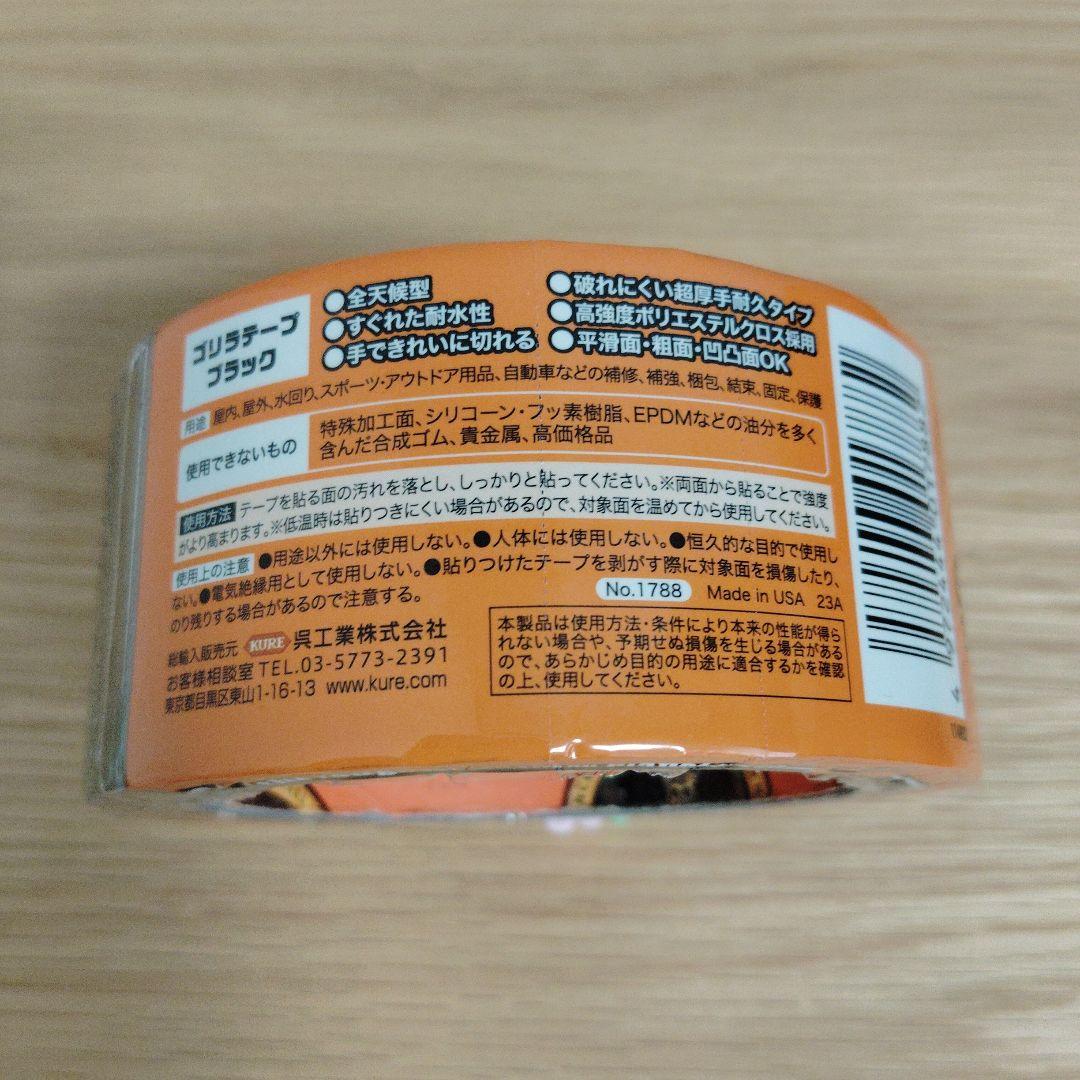 ゴリラテープ
ブラック
●全天候型
●すぐれた耐水性
●手できれいに切れる
●破れにくい超厚手耐久タイプ
●高強度ポリエステルクロス採用
●平滑面・粗面・凹凸面OK
用途 屋内、屋外、水回り、スポーツ・アウトドア用品、自動車などの補修、補強、梱包、結束、固定、保護
使用できないもの
特殊加工面、シリコーン・フッ素樹脂、EPDMなどの油分を多く
含んだ合成ゴム、貴金属、高価格品
使用方法 テープを貼る面の汚れを落とし、しっかりと貼ってください。※両面から貼ることで強度
がより高まります。※低温時は貼りつきにくい場合があるので、対象面を温めてから使用してください。
使用上の注意 ●用途以外には使用しない。●人体には使用しない。●恒久的な目的で使用し
ない。●電気絶縁用として使用しない。●貼りつけたテープを剥がす際に対象面を損傷したり、
のり残りする場合があるので注意する。
No.1788 Made in USA 23A
総輸入販売元 KURE 呉工業株式会社
お客様相談室 TEL.03-5773-2391
東京都目黒区東山1-16-13 www.kure.com
本製品は使用方法・条件により本来の性能が得ら
れない場合や、予期せぬ損傷を生じる場合がある
ので、あらかじめ目的の用途に適合するかを確認
の上、使用してください。